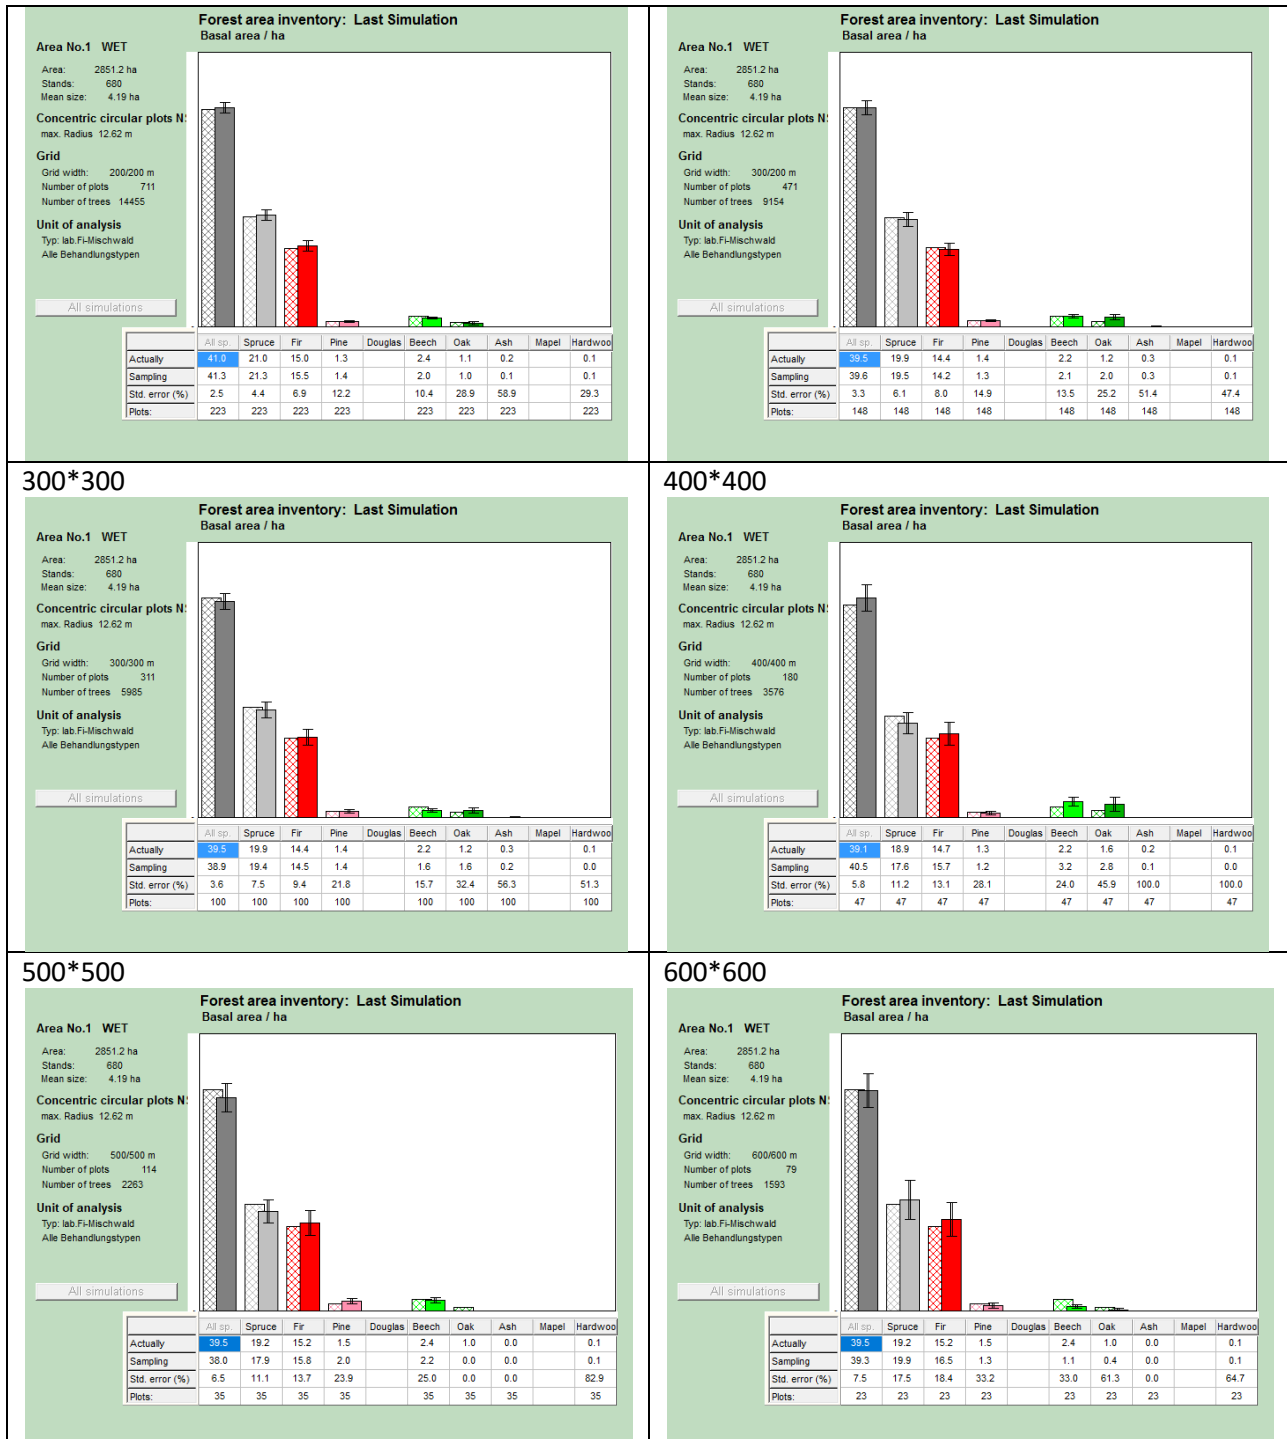 Forest area inventory: Last Simulation
Basal area / ha
Area No.1 WET
Area: 2851.2 ha
Stands: 680
Mean size: 4.19 ha
Concentric circular plots N
max. Radius 12.62 m
Grid
Grid width: 200/200 m
Number of plots 711
Number of trees 14455
Unit of analysis
Typ: lab.Fi-Mischwald
Alle Behandlungstypen
All simulations
All sp. Spruce Fir Pine Douglas Beech Oak Ash Mapel Hardwoo
Actually 41.0 21.0 15.0 1.3 2.4 1.1 0.2 0.1
Sampling 41.3 21.3 15.5 1.4 2.0 1.0 0.1 0.1
Std. error (%) 2.5 4.4 6.9 12.2 10.4 28.9 58.9 29.3
Plots: 223 223 223 223 223 223 223 223
Forest area inventory: Last Simulation
Basal area / ha
Area No.1 WET
Area: 2851.2 ha
Stands: 680
Mean size: 4.19 ha
Concentric circular plots N
max. Radius 12.62 m
Grid
Grid width: 300/200 m
Number of plots 471
Number of trees 9154
Unit of analysis
Typ: lab.Fi-Mischwald
Alle Behandlungstypen
All simulations
All sp. Spruce Fir Pine Douglas Beech Oak Ash Mapel Hardwoo
Actually 39.5 19.9 14.4 1.4 2.2 1.2 0.3 0.1
Sampling 39.6 19.5 14.2 1.3 2.1 2.0 0.3 0.1
Std. error (%) 3.3 6.1 8.0 14.9 13.5 25.2 51.4 47.4
Plots: 148 148 148 148 148 148 148 148
300*300
Forest area inventory: Last Simulation
Basal area / ha
Area No.1 WET
Area: 2851.2 ha
Stands: 680
Mean size: 4.19 ha
Concentric circular plots N
max. Radius 12.62 m
Grid
Grid width: 300/300 m
Number of plots 311
Number of trees 5985
Unit of analysis
Typ: lab.Fi-Mischwald
Alle Behandlungstypen
All simulations
All sp. Spruce Fir Pine Douglas Beech Oak Ash Mapel Hardwoo
Actually 39.5 19.9 14.4 1.4 2.2 1.2 0.3 0.1
Sampling 38.9 19.4 14.5 1.4 1.6 1.6 0.2 0.0
Std. error (%) 3.6 7.5 9.4 21.8 15.7 32.4 56.3 51.3
Plots: 100 100 100 100 100 100 100 100
400*400
Forest area inventory: Last Simulation
Basal area / ha
Area No.1 WET
Area: 2851.2 ha
Stands: 680
Mean size: 4.19 ha
Concentric circular plots N
max. Radius 12.62 m
Grid
Grid width: 400/400 m
Number of plots 180
Number of trees 3576
Unit of analysis
Typ: lab.Fi-Mischwald
Alle Behandlungstypen
All simulations
All sp. Spruce Fir Pine Douglas Beech Oak Ash Mapel Hardwoo
Actually 39.1 18.9 14.7 1.3 2.2 1.6 0.2 0.1
Sampling 40.5 17.6 15.7 1.2 3.2 2.8 0.1 0.0
Std. error (%) 5.8 11.2 13.1 28.1 24.0 45.9 100.0 100.0
Plots: 47 47 47 47 47 47 47 47
500*500
Forest area inventory: Last Simulation
Basal area / ha
Area No.1 WET
Area: 2851.2 ha
Stands: 680
Mean size: 4.19 ha
Concentric circular plots N
max. Radius 12.62 m
Grid
Grid width: 500/500 m
Number of plots 114
Number of trees 2263
Unit of analysis
Typ: lab.Fi-Mischwald
Alle Behandlungstypen
All simulations
All sp. Spruce Fir Pine Douglas Beech Oak Ash Mapel Hardwoo
Actually 39.5 19.2 15.2 1.5 2.4 1.0 0.0 0.1
Sampling 38.0 17.9 15.8 2.0 2.2 0.0 0.0 0.1
Std. error (%) 6.5 11.1 13.7 23.9 25.0 0.0 0.0 82.9
Plots: 35 35 35 35 35 35 35 35
600*600
Forest area inventory: Last Simulation
Basal area / ha
Area No.1 WET
Area: 2851.2 ha
Stands: 680
Mean size: 4.19 ha
Concentric circular plots N
max. Radius 12.62 m
Grid
Grid width: 600/600 m
Number of plots 79
Number of trees 1593
Unit of analysis
Typ: lab.Fi-Mischwald
Alle Behandlungstypen
All simulations
All sp. Spruce Fir Pine Douglas Beech Oak Ash Mapel Hardwoo
Actually 39.5 19.2 15.2 1.5 2.4 1.0 0.0 0.1
Sampling 39.3 19.9 16.5 1.3 1.1 0.4 0.0 0.1
Std. error (%) 7.5 17.5 18.4 33.2 33.0 61.3 0.0 64.7
Plots: 23 23 23 23 23 23 23 23